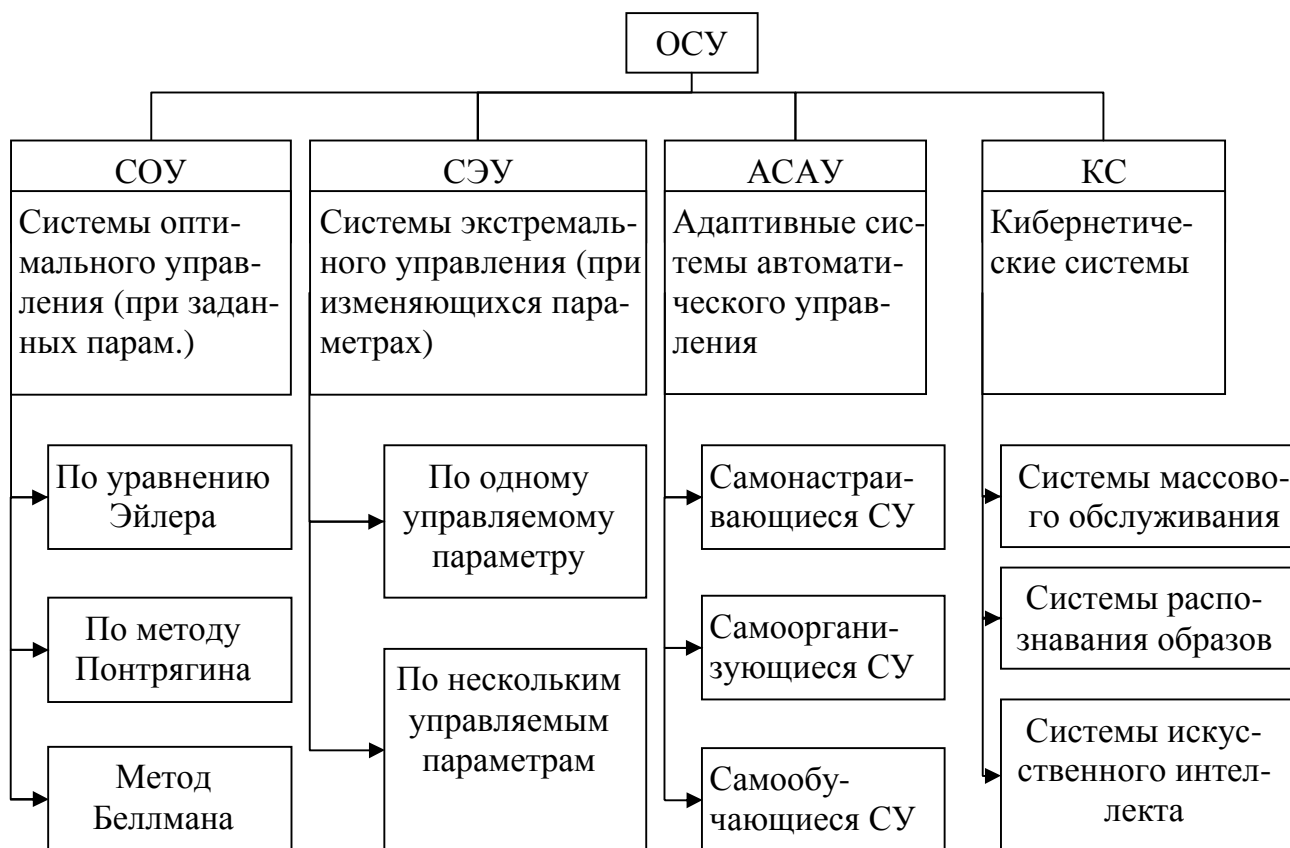 ОСУ
СОУ
Системы опти-
мального управ-
ления (при задан-
ных парам.)
По уравнению
Эйлера
По методу
Понтрягина
Метод
Беллмана
СЭУ
Системы экстремаль-
ного управления (при
изменяющихся пара
метрах)
По одному
управляемому
параметру
По нескольким
управляемым
параметрам
АСАУ
Адаптивные сис-
темы автомати-
ческого управ-
ления
Самонастраи-
вающиеся СУ
Самооргани-
зующиеся СУ
Самообу-
чающиеся СУ
КС
Кибернетиче-
ские системы
Системы массово-
го обслуживания
Системы распо-
знавания образов
Системы искус-
ственного интел-
лекта